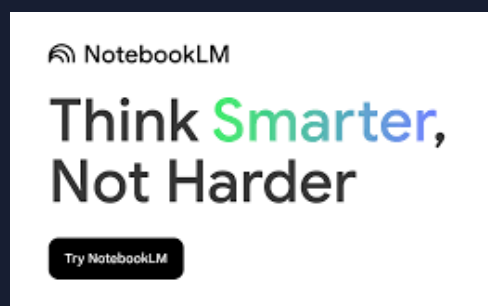 NotebookLM
Think Smarter,
Not Harder
Try NotebookLM